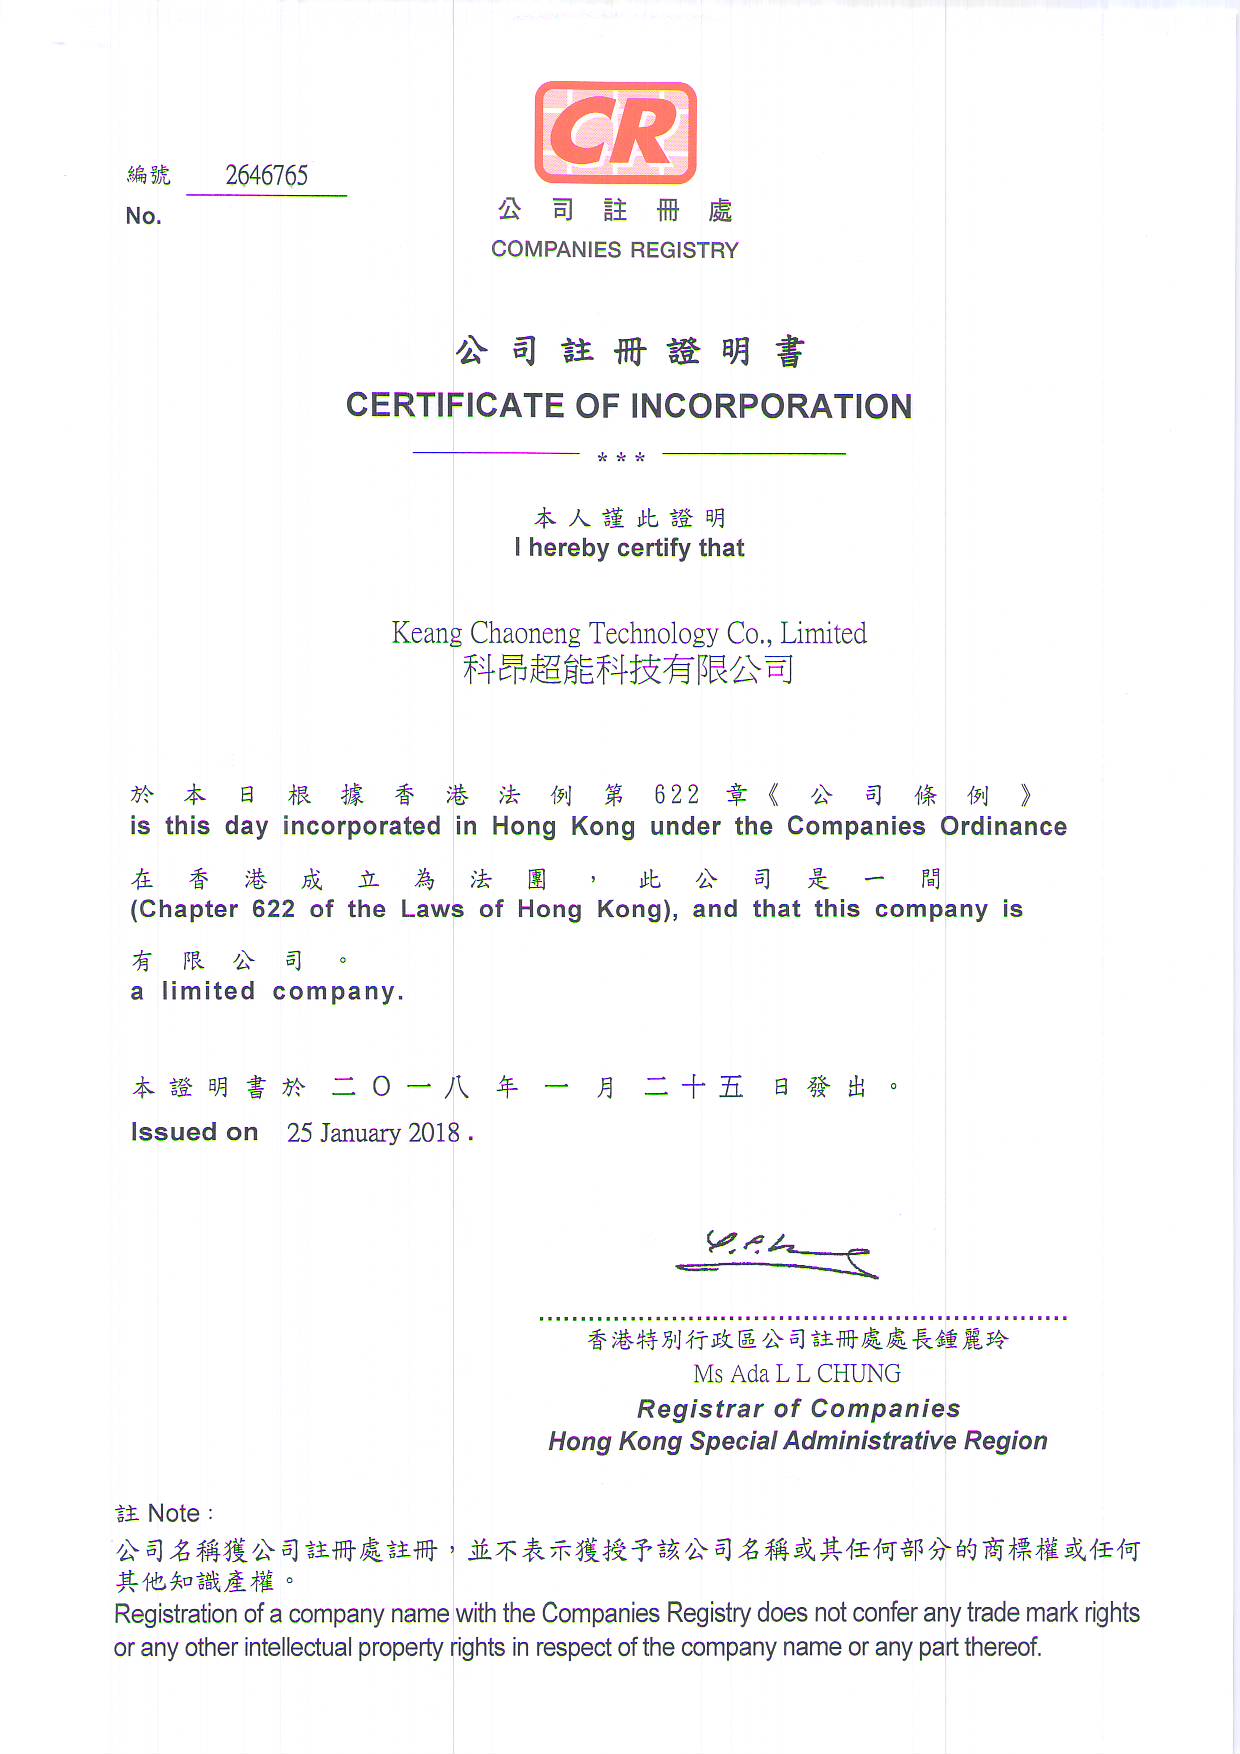 CR
編號 2646765
No.
公司註冊處
COMPANIES REGISTRY
公司註冊證明書
CERTIFICATE OF INCORPORATION
***
本人謹此證明
I hereby certify that
Keang Chaoneng Technology Co., Limited
科昂超能科技有限公司
於本日根據香港法例第622章《公司條例》
is this day incorporated in Hong Kong under the Companies Ordinance
在香港成立為法團，此公司是一間
(Chapter 622 of the Laws of Hong Kong), and that this company is
有限公司。
a limited company.
本證明書於二〇一八年一月二十五日發出。
Issued on 25 January 2018.
香港特別行政區公司註冊處處長鍾麗玲
Ms Ada L L CHUNG
Registrar of Companies
Hong Kong Special Administrative Region
註 Note :
公司名稱獲公司註冊處註冊，並不表示獲授予該公司名稱或其任何部分的商標權或任何
其他知識產權。
Registration of a company name with the Companies Registry does not confer any trade mark rights
or any other intellectual property rights in respect of the company name or any part thereof.